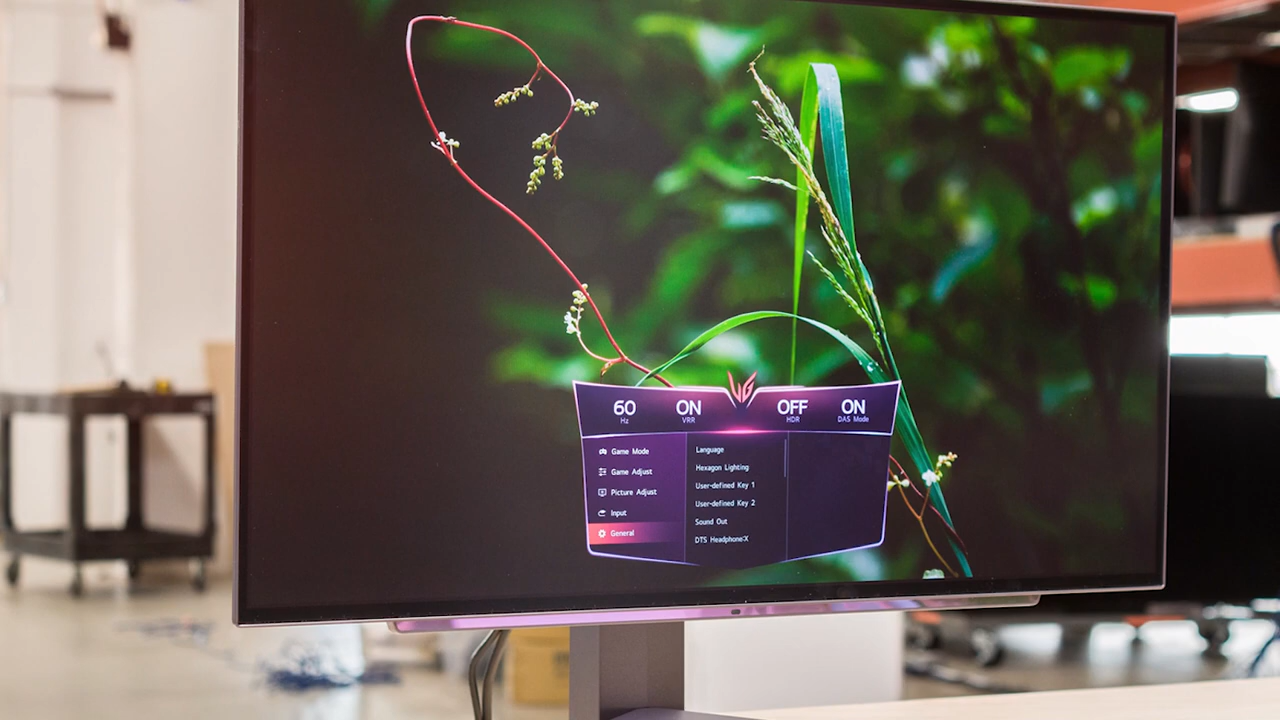 60 ON UG OFF ON
Hz VRR HDR DAS Mode
Game Mode
Game Adjust
Picture Adjust
Input
General
Language
Hexagon Lighting
User-defined Key 1
User-defined Key 2
Sound Out
DTS Headphone:X